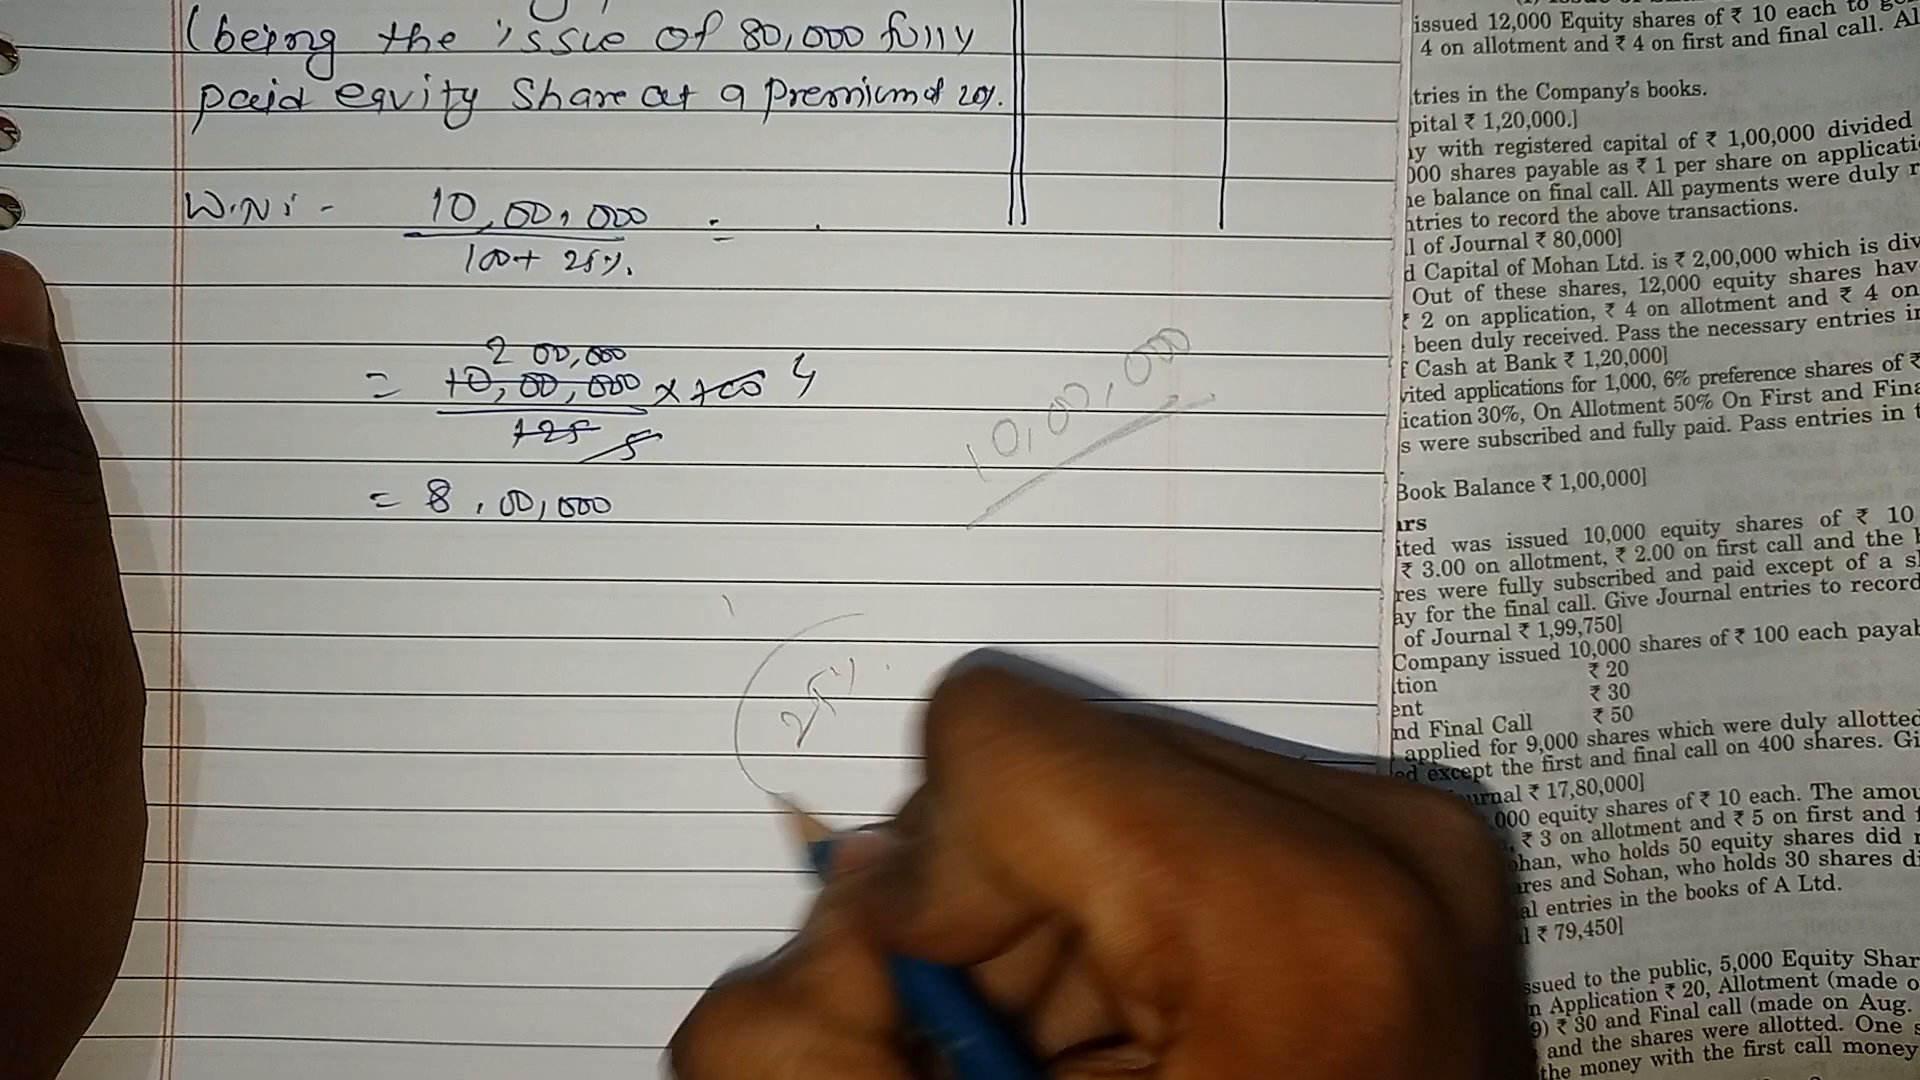 (being the issue of 80,000 fully
paid equity Share at a premium of 20%.
W.N:-
10,00,000 =
100+ 25%.
200,000
= 10,00,000 x 100 4
125 5
= 8,00,000
10,00,000
25%
issued 12,000 Equity shares of ₹ 10 each to
4 on allotment and ₹ 4 on first and final call. Al
tries in the Company's books.
pital ₹ 1,20,000.]
y with registered capital of ₹ 1,00,000 divided
000 shares payable as ₹ 1 per share on applicati
e balance on final call. All payments were duly r
ntries to record the above transactions.
l of Journal ₹ 80,000]
d Capital of Mohan Ltd. is ₹ 2,00,000 which is div
Out of these shares, 12,000 equity shares hav
₹ 2 on application, ₹ 4 on allotment and ₹ 4 on
been duly received. Pass the necessary entries in
f Cash at Bank ₹ 1,20,000]
vited applications for 1,000, 6% preference shares of ₹
ication 30%, On Allotment 50% On First and Fina
s were subscribed and fully paid. Pass entries in t
Book Balance ₹ 1,00,000]
rs
ited was issued 10,000 equity shares of ₹ 10
₹ 3.00 on allotment, ₹ 2.00 on first call and the
res were fully subscribed and paid except of a s
ay for the final call. Give Journal entries to record
of Journal ₹ 1,99,750]
Company issued 10,000 shares of ₹ 100 each payab
tion ₹ 20
ent ₹ 30
nd Final Call ₹ 50
applied for 9,000 shares which were duly allotted
ed except the first and final call on 400 shares. Gi
urnal ₹ 17,80,000]
000 equity shares of ₹ 10 each. The amou
₹ 3 on allotment and ₹ 5 on first and f
ohan, who holds 50 equity shares did
res and Sohan, who holds 30 shares di
al entries in the books of A Ltd.
l ₹ 79,450]
ssued to the public, 5,000 Equity Shar
n Application ₹ 20, Allotment (made o
9) ₹ 30 and Final call (made on Aug.
and the shares were allotted. One s
the money with the first call money